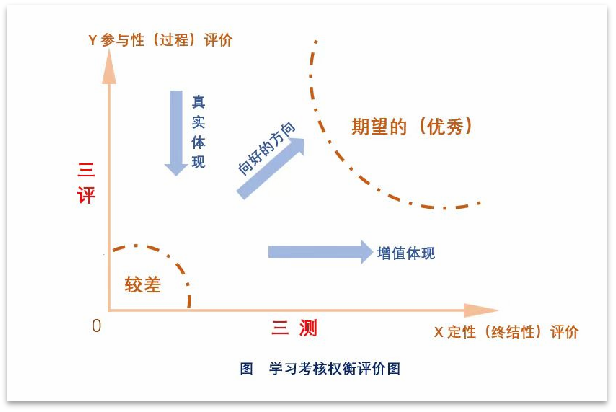 Y 参与性（过程）评价
真实体现
向好的方向
期望的（优秀）
三评
增值体现
较差
0
三 测
X 定性（终结性）评价
图 学习考核权衡评价图